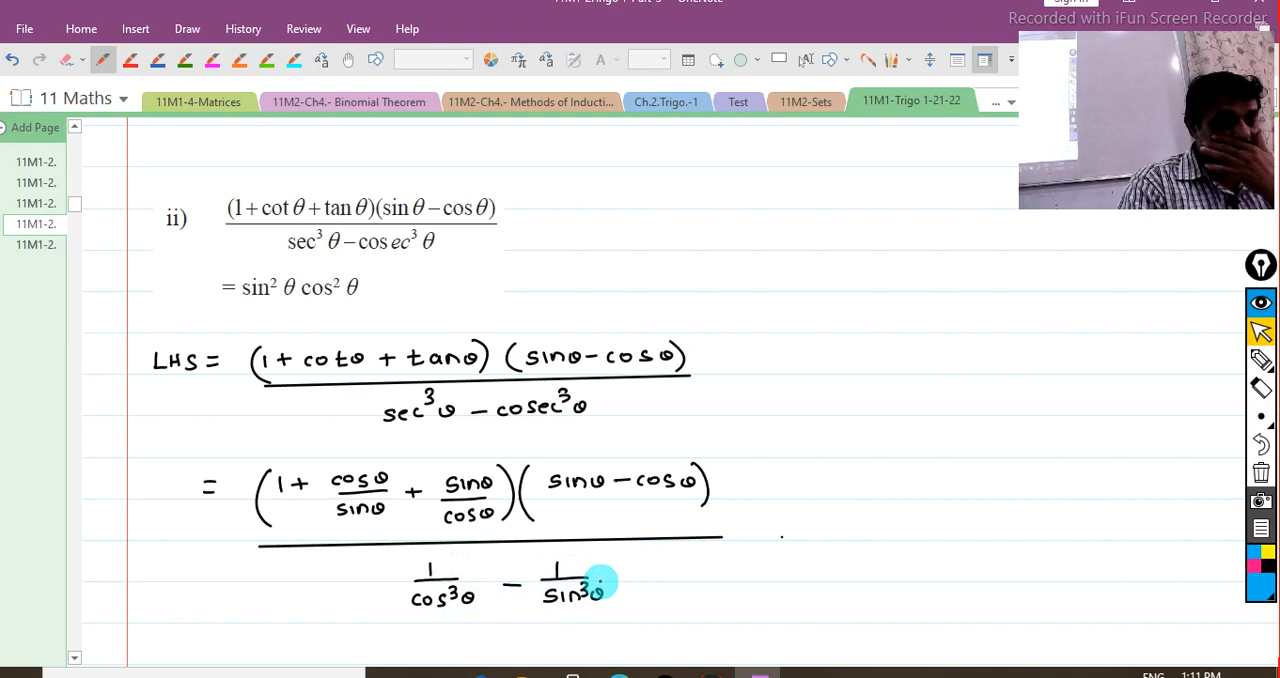 Recorded with iFun Screen Recorder
File Home Insert Draw History Review View Help
11 Maths
11M1-4-Matrices
11M2-Ch4.- Binomial Theorem
11M2-Ch4.- Methods of Inducti...
Ch.2.Trigo.-1
Test
11M2-Sets
11M1-Trigo 1-21-22
...
Add Page
11M1-2.
11M1-2.
11M1-2.
11M1-2.
11M1-2.
ii) (1+cot θ+tan θ)(sin θ−cos θ)
sec³ θ−cos ec³ θ
= sin² θ cos² θ
LHS = (1+ cotθ + tanθ) (sinθ−cosθ)
sec³θ − cosec³θ
= (1+ cosθ/sinθ + sinθ/cosθ)(sinθ−cosθ)
1/cos³θ − 1/sin³θ
ENG 1:11 PM